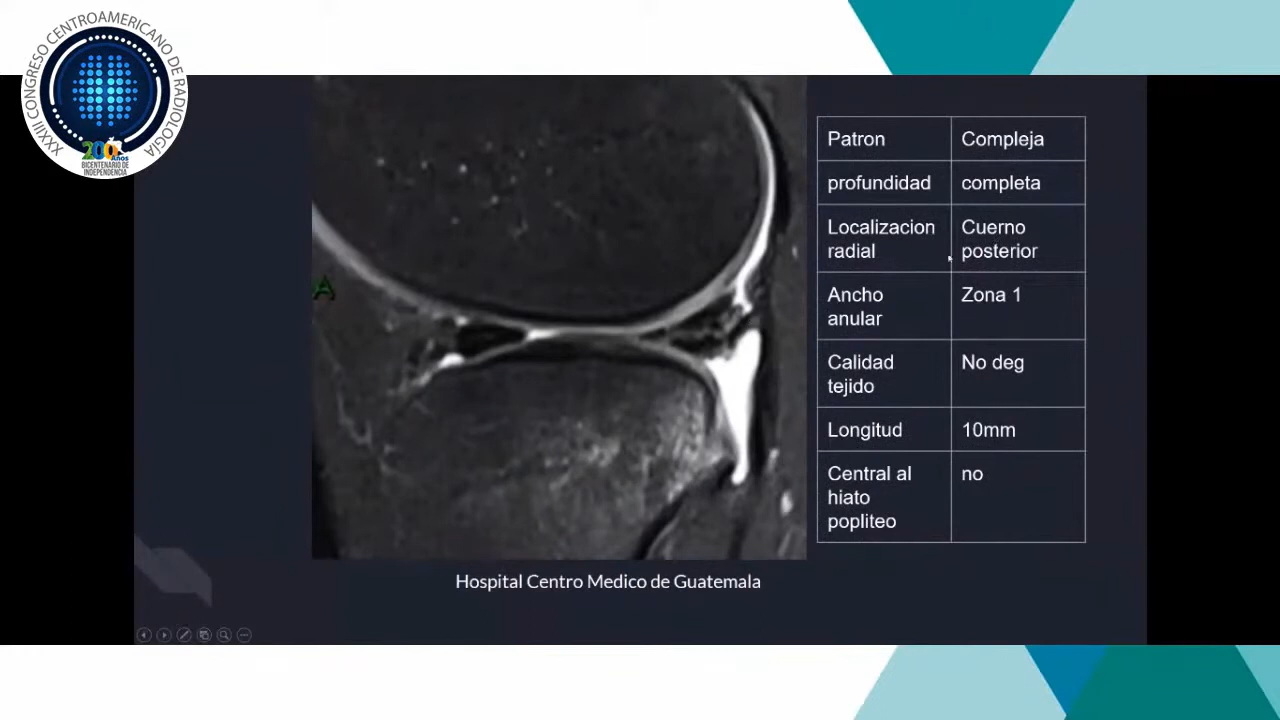 XXXIII CONGRESO CENTROAMERICANO DE RADIOLOGÍA
200 Años
BICENTENARIO DE
INDEPENDENCIA
A
Patron
Compleja
profundidad
completa
Localizacion
radial
Cuerno
posterior
Ancho
anular
Zona 1
Calidad
tejido
No deg
Longitud
10mm
Central al
hiato
popliteo
no
Hospital Centro Medico de Guatemala